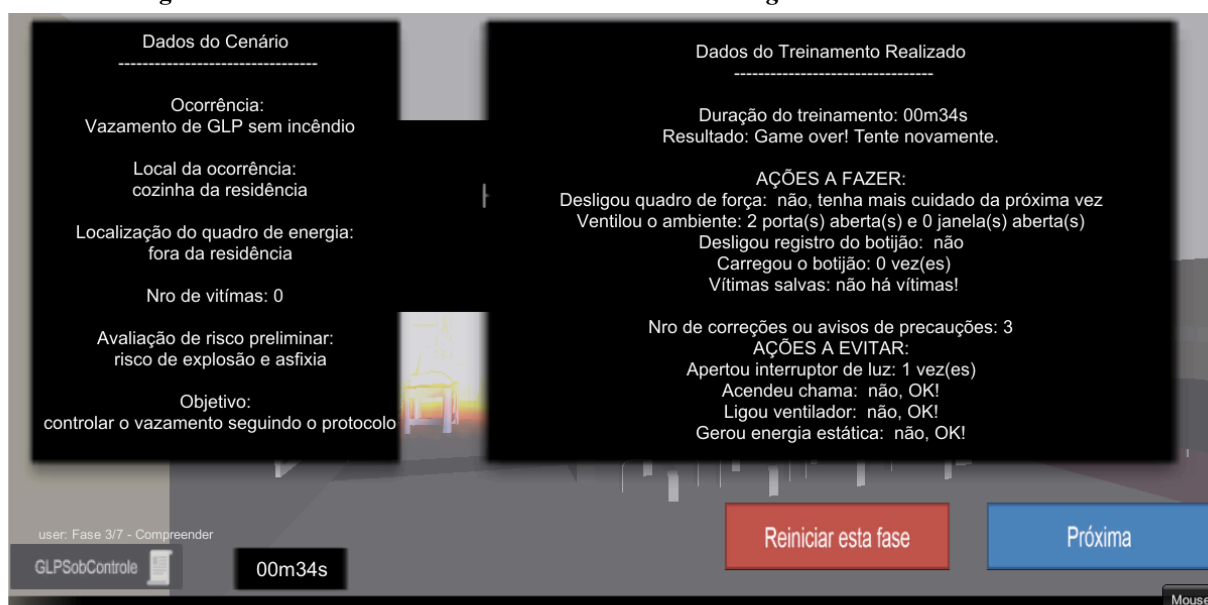 Dados do Cenário
---------------------------------
Ocorrência:
Vazamento de GLP sem incêndio
Local da ocorrência:
cozinha da residência
Localização do quadro de energia:
fora da residência
Nro de vitímas: 0
Avaliação de risco preliminar:
risco de explosão e asfixia
Objetivo:
controlar o vazamento seguindo o protocolo
Dados do Treinamento Realizado
---------------------------------
Duração do treinamento: 00m34s
Resultado: Game over! Tente novamente.
AÇÕES A FAZER:
Desligou quadro de força:  não, tenha mais cuidado da próxima vez
Ventilou o ambiente: 2 porta(s) aberta(s) e 0 janela(s) aberta(s)
Desligou registro do botijão:  não
Carregou o botijão: 0 vez(es)
Vítimas salvas: não há vítimas!
Nro de correções ou avisos de precauções: 3
AÇÕES A EVITAR:
Apertou interruptor de luz: 1 vez(es)
Acendeu chama:  não, OK!
Ligou ventilador:  não, OK!
Gerou energia estática:  não, OK!
user: Fase 3/7 - Compreender
GLPSobControle
00m34s
Reiniciar esta fase
Próxima
Mouse